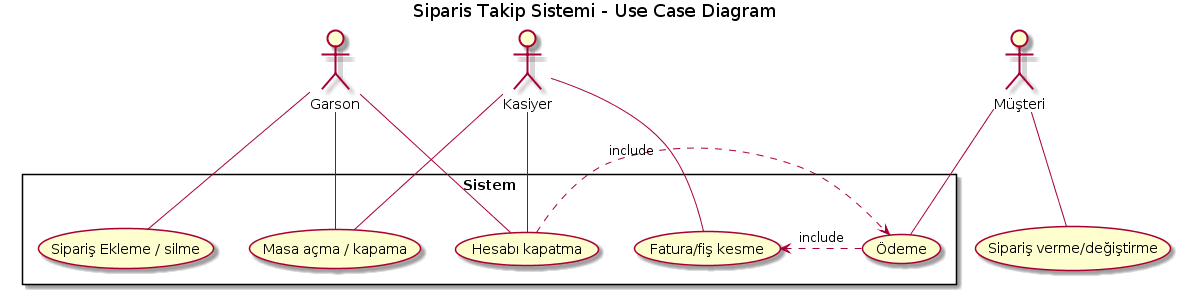 Siparis Takip Sistemi - Use Case Diagram
Garson
Kasiyer
Müşteri
include
Sistem
Sipariş Ekleme / silme
Masa açma / kapama
Hesabı kapatma
Fatura/fiş kesme
include
Ödeme
Sipariş verme/değiştirme